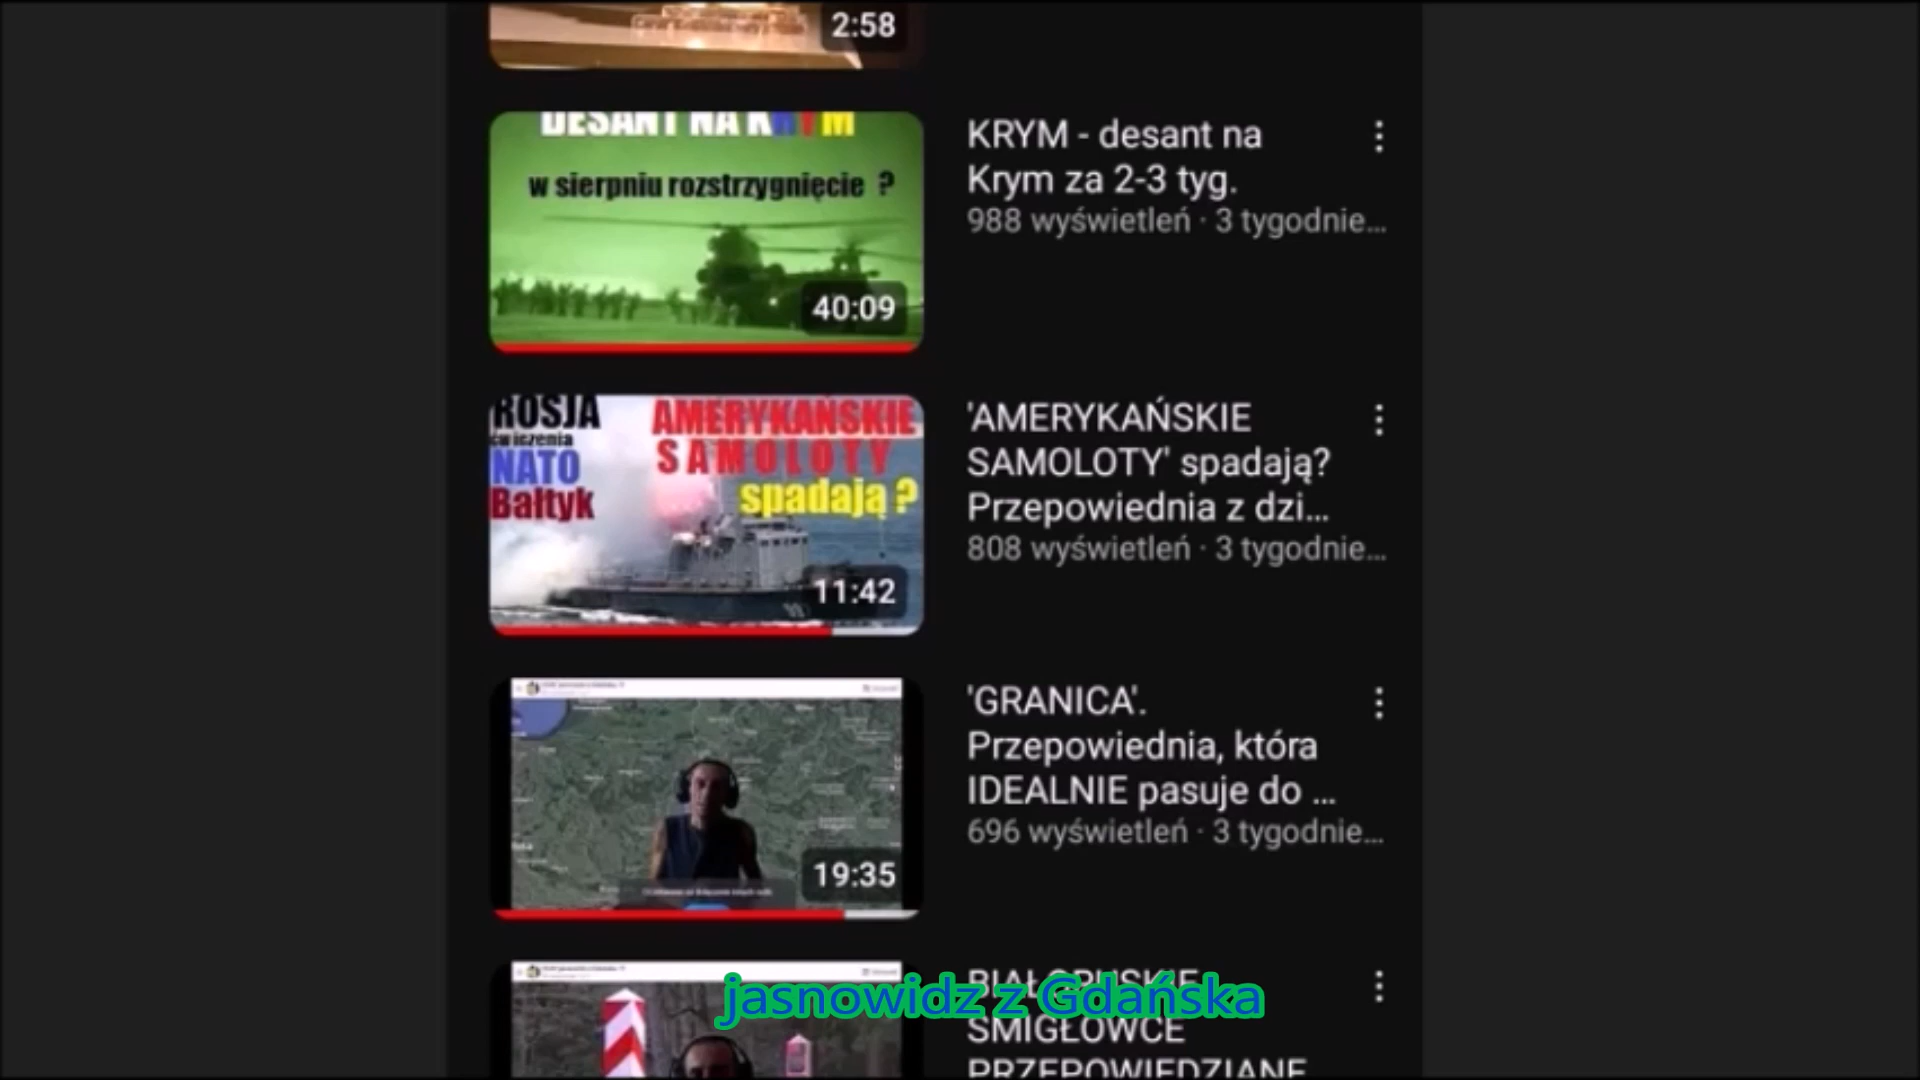 2:58
DESANT NA KRYM
w sierpniu rozstrzygnięcie ?
40:09
KRYM - desant na
Krym za 2-3 tyg.
988 wyświetleń · 3 tygodnie...
ROSJA
ćwiczenia
NATO
Bałtyk
AMERYKAŃSKIE
SAMOLOTY
spadają ?
11:42
'AMERYKAŃSKIE
SAMOLOTY' spadają?
Przepowiednia z dzi...
808 wyświetleń · 3 tygodnie...
19:35
'GRANICA'.
Przepowiednia, która
IDEALNIE pasuje do ...
696 wyświetleń · 3 tygodnie...
BIAŁORUSKIE
ŚMIGŁOWCE
PRZEPOWIEDZIANE
jasnowidz z Gdańska